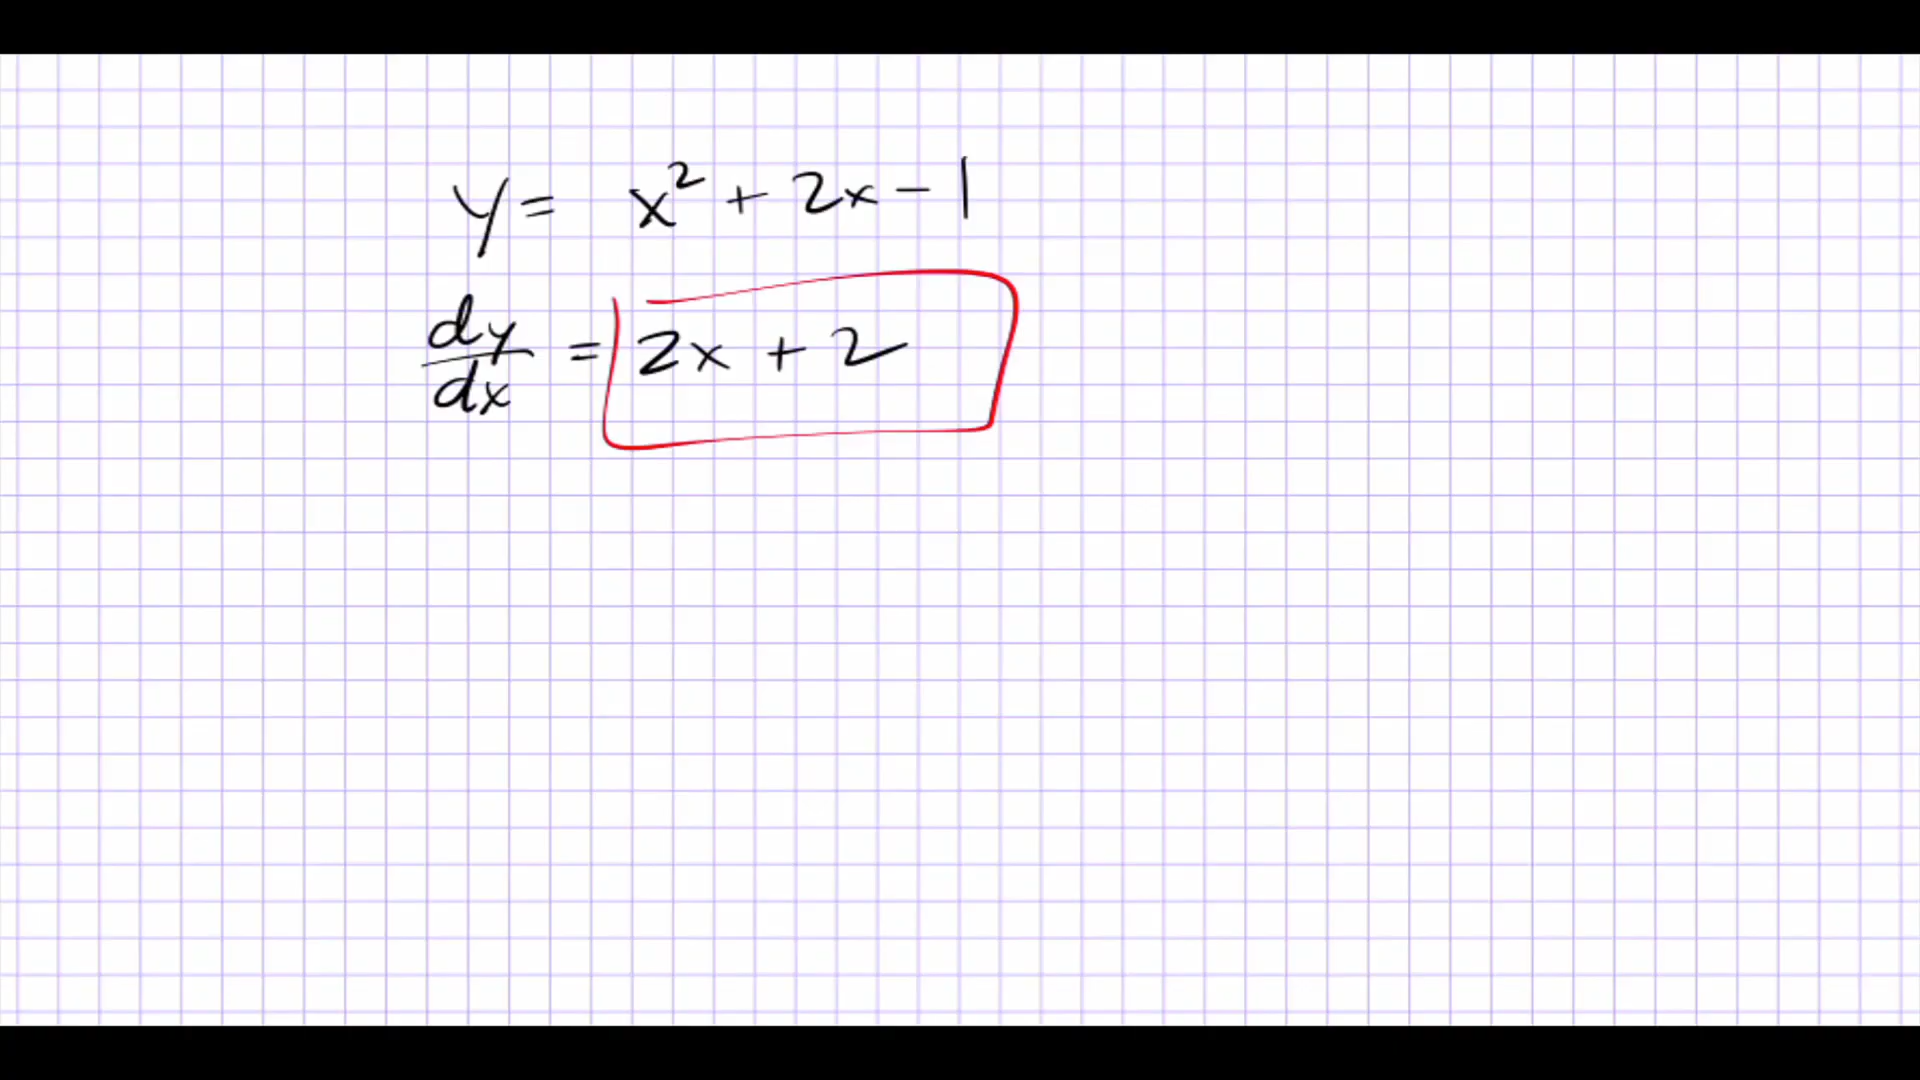 y = x² + 2x - 1
dy/dx = 2x + 2